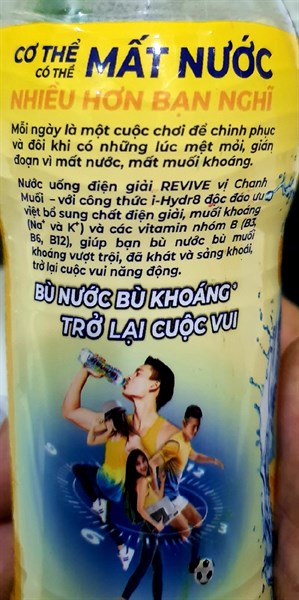 CƠ THỂ CÓ THỂ MẤT NƯỚC
NHIỀU HƠN BẠN NGHĨ
Mỗi ngày là một cuộc chơi để chinh phục
và đôi khi có những lúc mệt mỏi, gián
đoạn vì mất nước, mất muối khoáng.
Nước uống điện giải REVIVE vị Chanh
Muối - với công thức i-Hydr8 độc đáo ưu
việt bổ sung chất điện giải, muối khoáng
(Na⁺ và K⁺) và các vitamin nhóm B (B3,
B6, B12), giúp bạn bù nước bù muối
khoáng vượt trội, đã khát và sảng khoái,
trở lại cuộc vui năng động.
BÙ NƯỚC BÙ KHOÁNG*
TRỞ LẠI CUỘC VUI